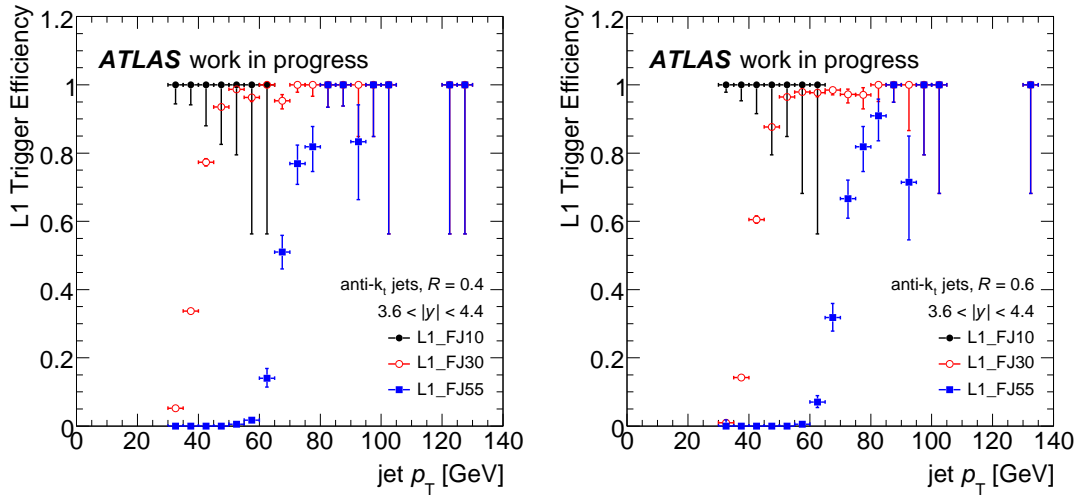 L1 Trigger Efficiency
1.2
1
0.8
0.6
0.4
0.2
0
ATLAS work in progress
anti-kt jets, R = 0.4
3.6 < |y| < 4.4
L1_FJ10
L1_FJ30
L1_FJ55
0 20 40 60 80 100 120 140
jet pT [GeV]
L1 Trigger Efficiency
1.2
1
0.8
0.6
0.4
0.2
0
ATLAS work in progress
anti-kt jets, R = 0.6
3.6 < |y| < 4.4
L1_FJ10
L1_FJ30
L1_FJ55
0 20 40 60 80 100 120 140
jet pT [GeV]